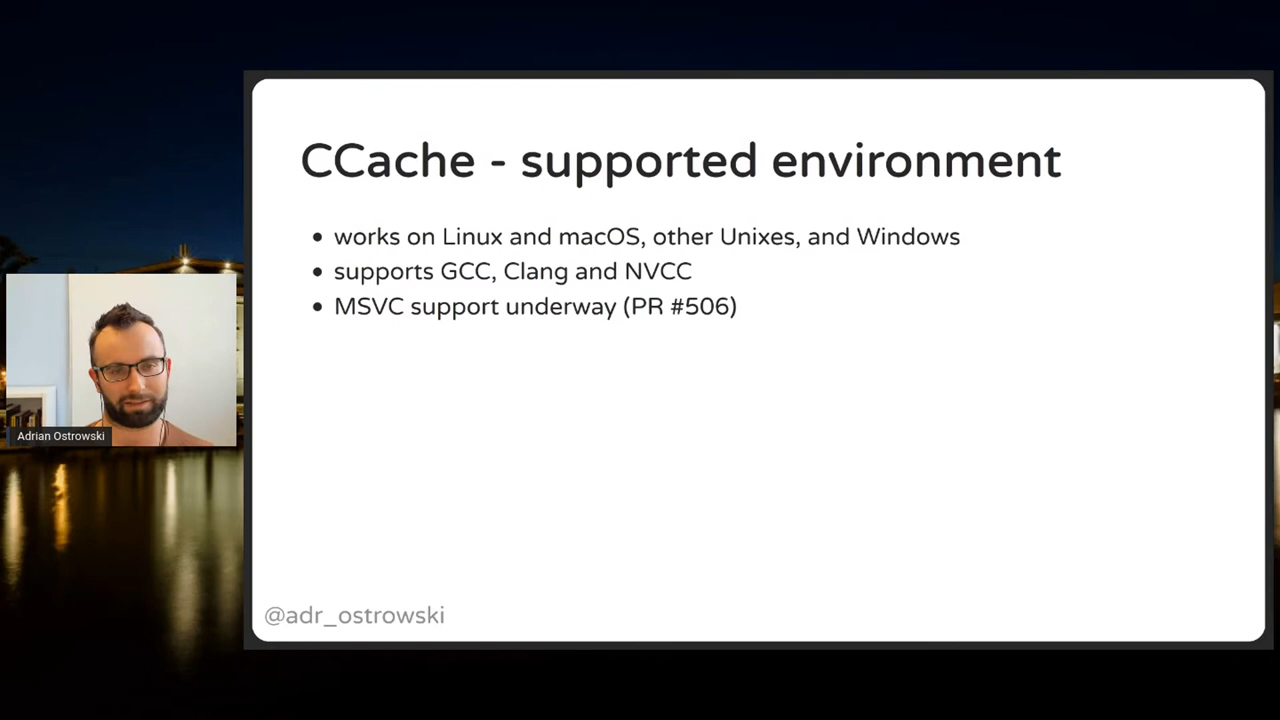 CCache - supported environment
works on Linux and macOS, other Unixes, and Windows
supports GCC, Clang and NVCC
MSVC support underway (PR #506)
Adrian Ostrowski
@adr_ostrowski